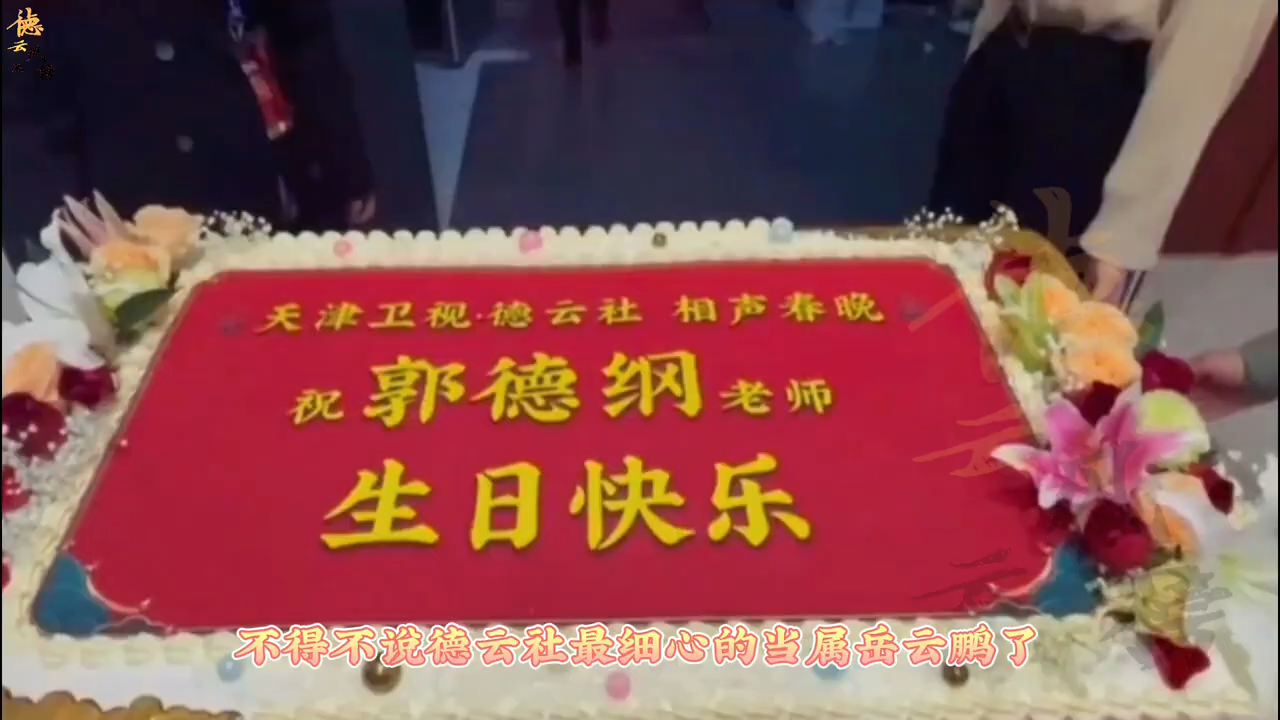 德
云
天津卫视·德云社 相声春晚
祝郭德纲老师
生日快乐
不得不说德云社最细心的当属岳云鹏了